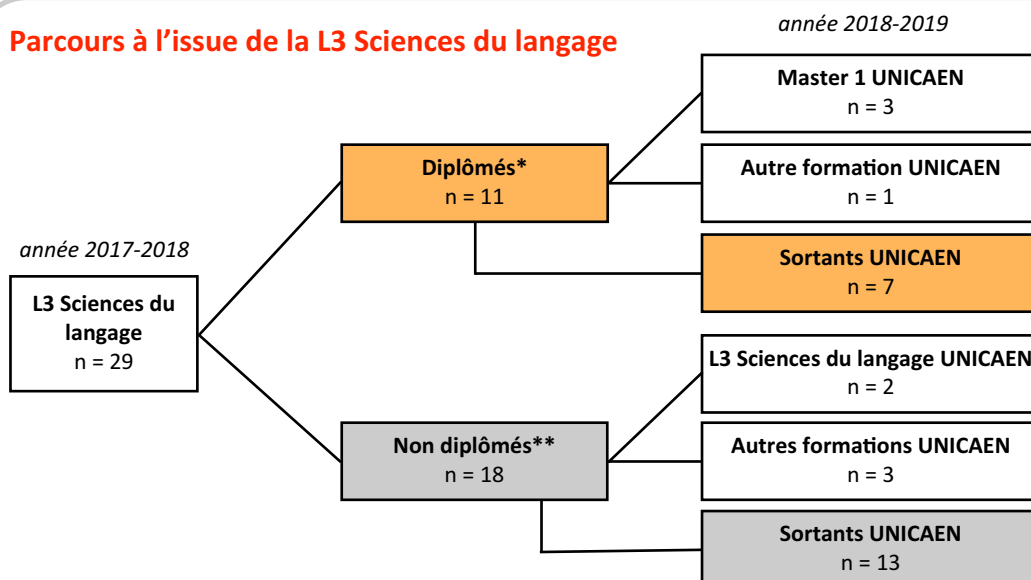 Parcours à l’issue de la L3 Sciences du langage
année 2018-2019
Master 1 UNICAEN
n = 3
Diplômés*
n = 11
Autre formation UNICAEN
n = 1
année 2017-2018
Sortants UNICAEN
n = 7
L3 Sciences du
langage
n = 29
L3 Sciences du langage UNICAEN
n = 2
Non diplômés**
n = 18
Autres formations UNICAEN
n = 3
Sortants UNICAEN
n = 13